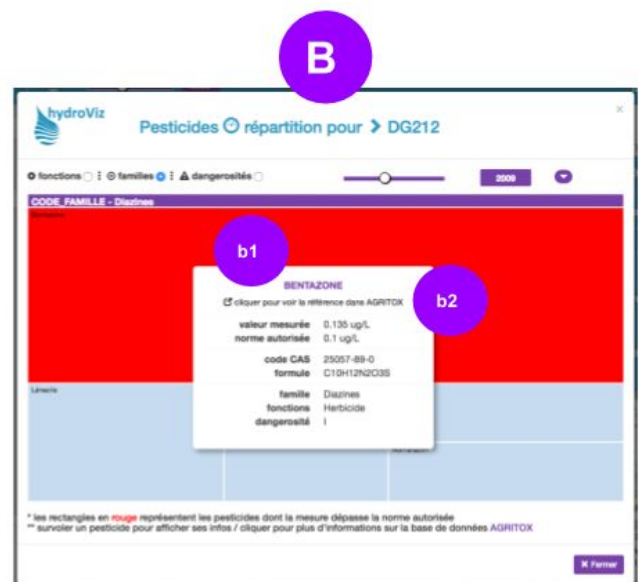 B
hydroViz
Pesticides répartition pour > DG212
×
fonctions ⋮ familles ⋮ dangerosités
2009
CODE_FAMILLE - Diazines
Bentazone
b1
BENTAZONE
cliquer pour voir la référence dans AGRITOX
b2
valeur mesurée 0.135 ug/L
norme autorisée 0.1 ug/L
code CAS 25057-89-0
formule C10H12N2O3S
famille Diazines
fonctions Herbicide
dangerosité I
* les rectangles en rouge représentent les pesticides dont la mesure dépasse la norme autorisée
** survoler un pesticide pour afficher ses infos / cliquer pour plus d'informations sur la base de données AGRITOX
× Fermer